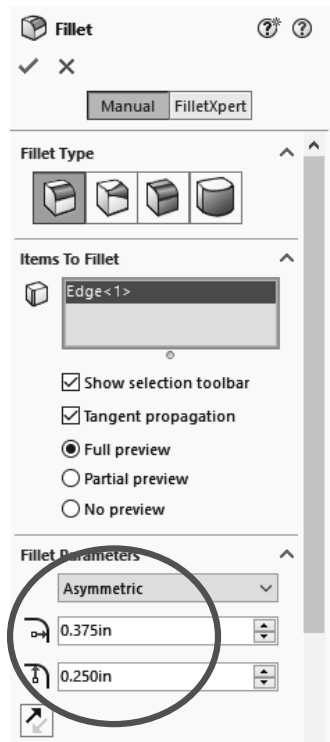 Fillet
Manual FilletXpert
Fillet Type
Items To Fillet
Edge<1>
Show selection toolbar
Tangent propagation
Full preview
Partial preview
No preview
Fillet Parameters
Asymmetric
0.375in
0.250in